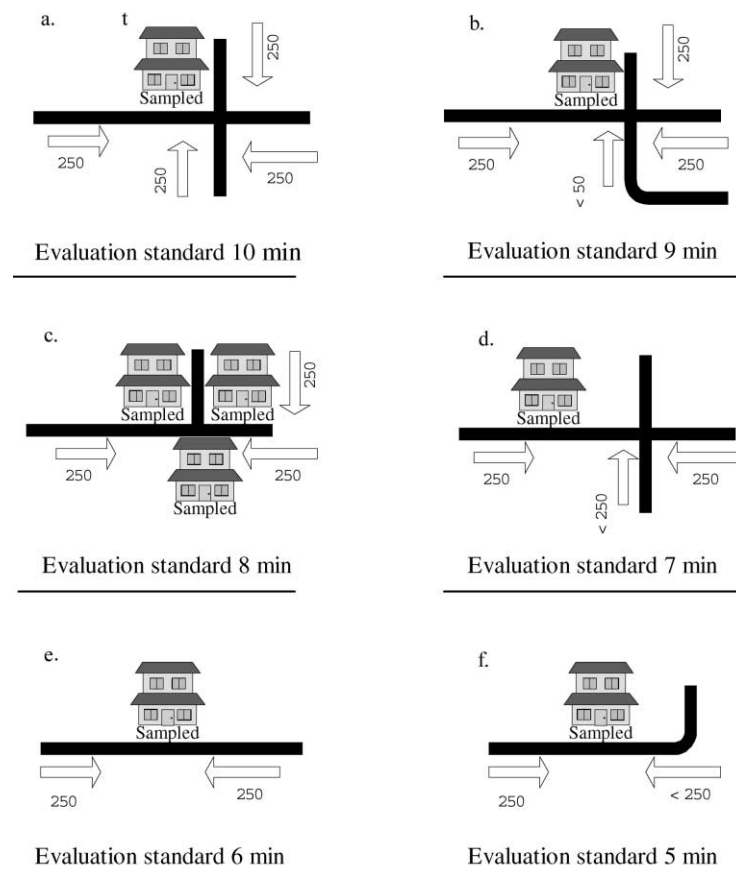 a. t
250
Sampled
250
250
250
Evaluation standard 10 min
b.
250
Sampled
250
< 50
250
Evaluation standard 9 min
c.
250
Sampled Sampled
250
250
Sampled
Evaluation standard 8 min
d.
Sampled
250
< 250
250
Evaluation standard 7 min
e.
Sampled
250
250
Evaluation standard 6 min
f.
Sampled
250
< 250
Evaluation standard 5 min